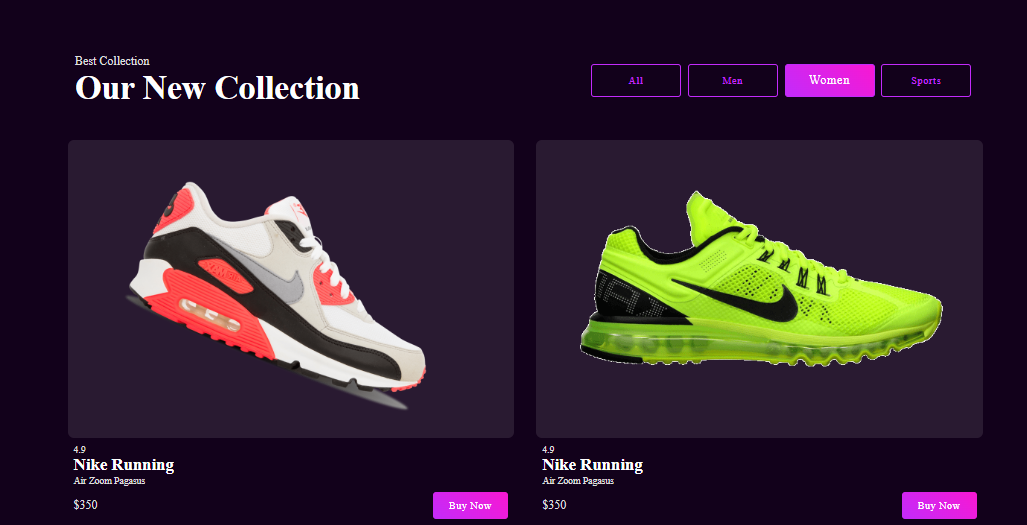 Best Collection
Our New Collection
All
Men
Women
Sports
4.9
Nike Running
Air Zoom Pagasus
$350
Buy Now
4.9
Nike Running
Air Zoom Pagasus
$350
Buy Now